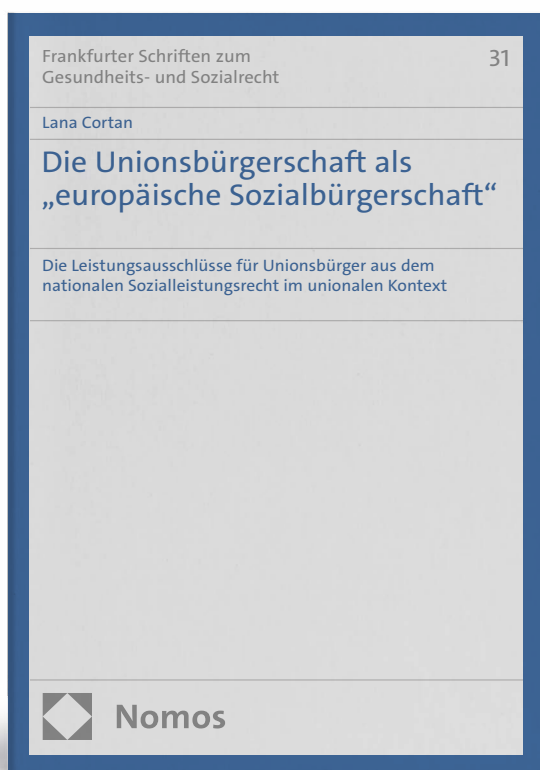 Frankfurter Schriften zum
Gesundheits- und Sozialrecht
31
Lana Cortan
Die Unionsbürgerschaft als
„europäische Sozialbürgerschaft“
Die Leistungsausschlüsse für Unionsbürger aus dem
nationalen Sozialleistungsrecht im unionalen Kontext
Nomos